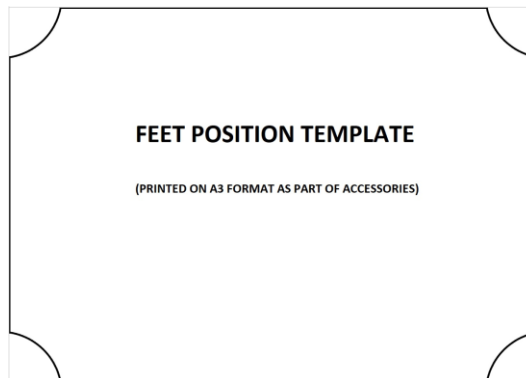 FEET POSITION TEMPLATE
(PRINTED ON A3 FORMAT AS PART OF ACCESSORIES)